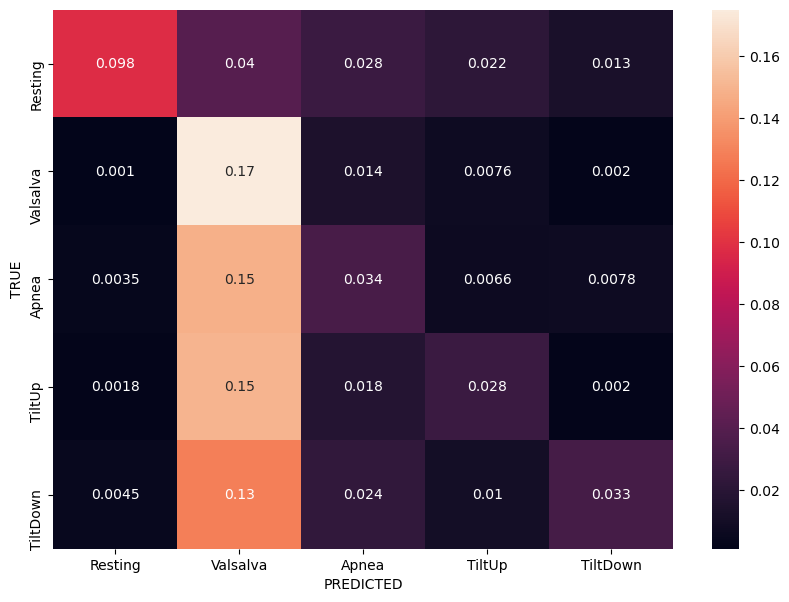 TRUE
Resting 0.098 0.04 0.028 0.022 0.013
Valsalva 0.001 0.17 0.014 0.0076 0.002
Apnea 0.0035 0.15 0.034 0.0066 0.0078
TiltUp 0.0018 0.15 0.018 0.028 0.002
TiltDown 0.0045 0.13 0.024 0.01 0.033
Resting Valsalva Apnea TiltUp TiltDown
PREDICTED
0.16
0.14
0.12
0.10
0.08
0.06
0.04
0.02